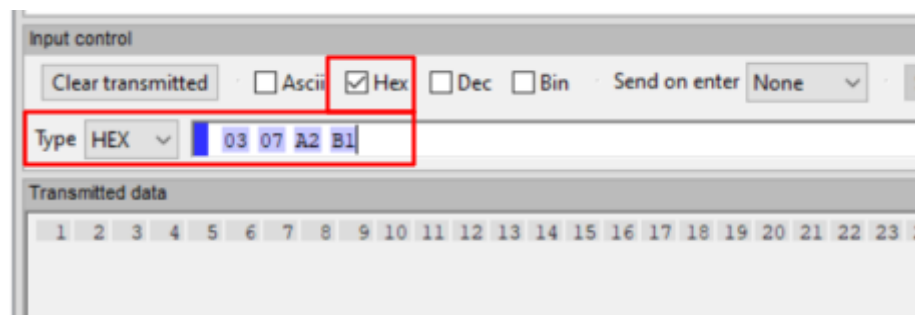 Input control
Clear transmitted Ascii Hex Dec Bin Send on enter None
Type HEX 03 07 A2 B1
Transmitted data
1 2 3 4 5 6 7 8 9 10 11 12 13 14 15 16 17 18 19 20 21 22 23